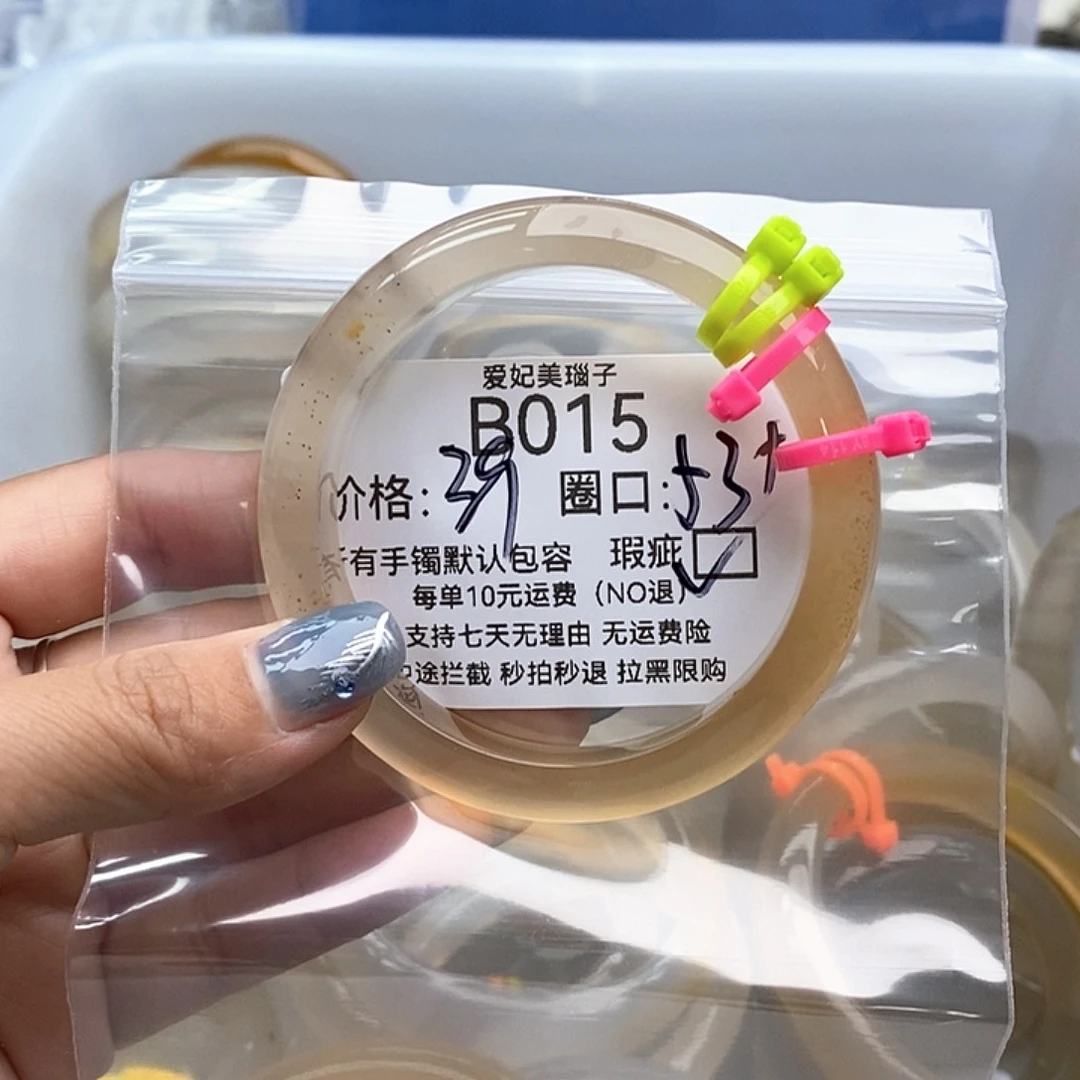 爱妃美瑙子
B015
价格:39 圈口:53+
有手镯默认包容 瑕疵
每单10元运费（NO退）
支持七天无理由 无运费险
途拦截 秒拍秒退 拉黑限购